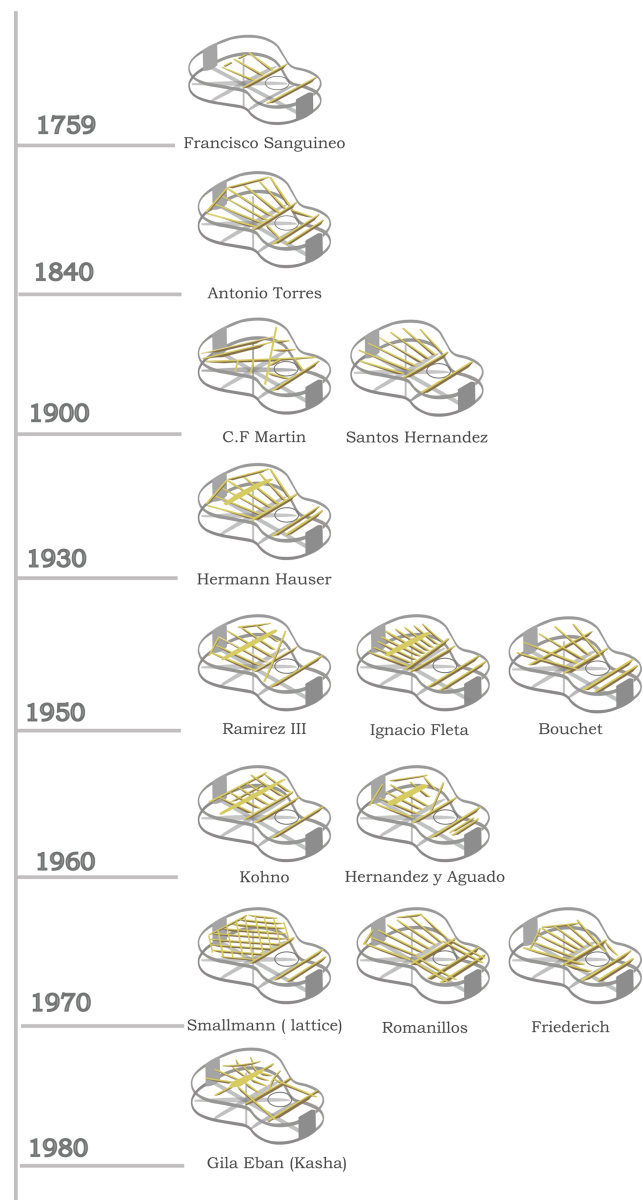 1759
Francisco Sanguineo
1840
Antonio Torres
1900
C.F Martin
Santos Hernandez
1930
Hermann Hauser
1950
Ramirez III
Ignacio Fleta
Bouchet
1960
Kohno
Hernandez y Aguado
1970
Smallmann ( lattice)
Romanillos
Friederich
1980
Gila Eban (Kasha)